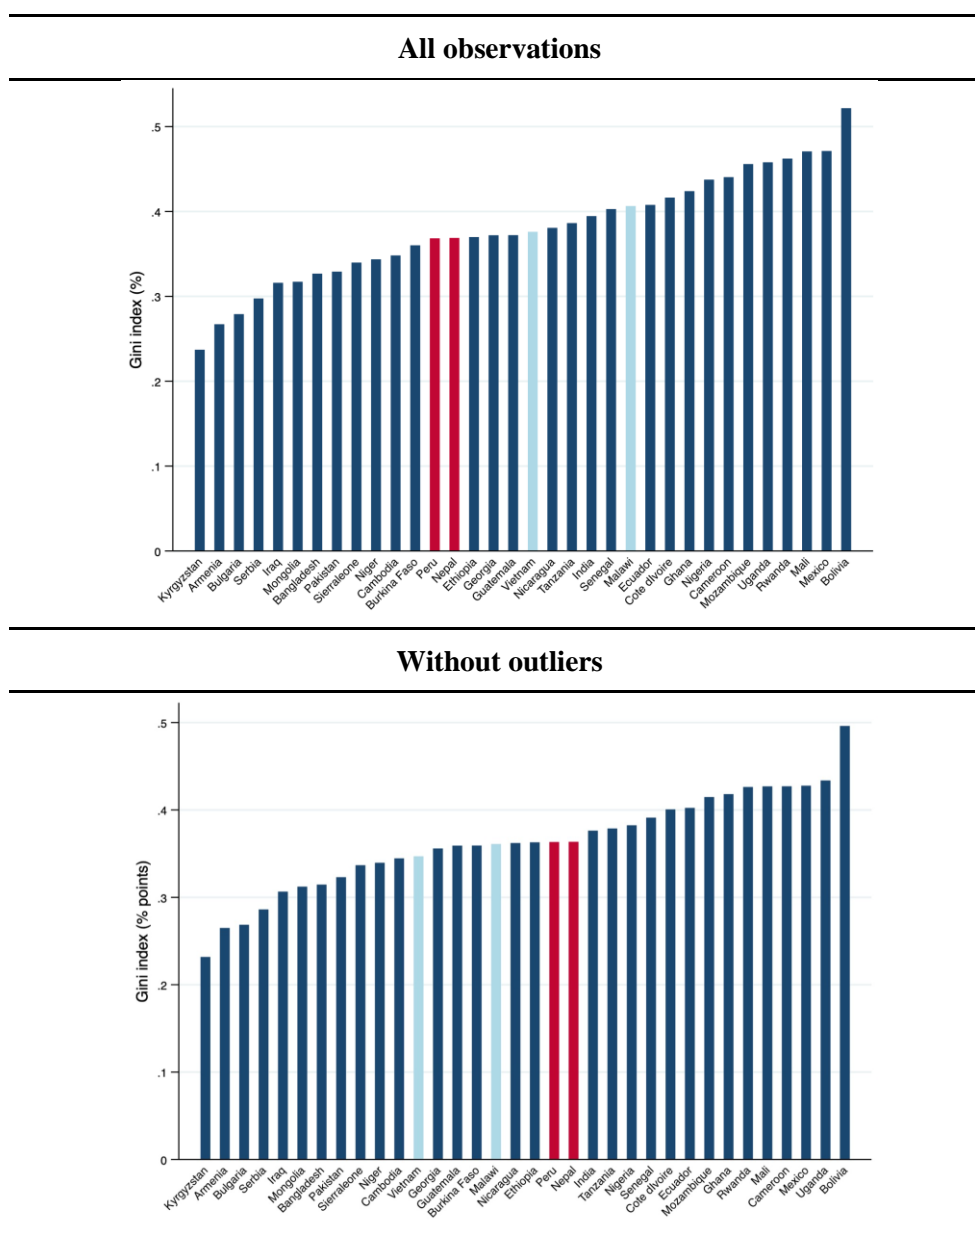 All observations
Gini index (%)
.5
.4
.3
.2
.1
0
Kyrgyzstan
Armenia
Bulgaria
Serbia
Iraq
Mongolia
Bangladesh
Pakistan
Sierraleone
Niger
Cambodia
Burkina Faso
Peru
Nepal
Ethiopia
Georgia
Guatemala
Vietnam
Nicaragua
Tanzania
India
Senegal
Malawi
Ecuador
Cote dIvoire
Ghana
Nigeria
Cameroon
Mozambique
Uganda
Rwanda
Mali
Mexico
Bolivia
Without outliers
Gini index (% points)
.5
.4
.3
.2
.1
0
Kyrgyzstan
Armenia
Bulgaria
Serbia
Iraq
Mongolia
Bangladesh
Pakistan
Sierraleone
Niger
Cambodia
Vietnam
Georgia
Guatemala
Burkina Faso
Malawi
Nicaragua
Ethiopia
Peru
Nepal
India
Tanzania
Nigeria
Senegal
Cote dIvoire
Ecuador
Mozambique
Ghana
Rwanda
Mali
Cameroon
Mexico
Uganda
Bolivia